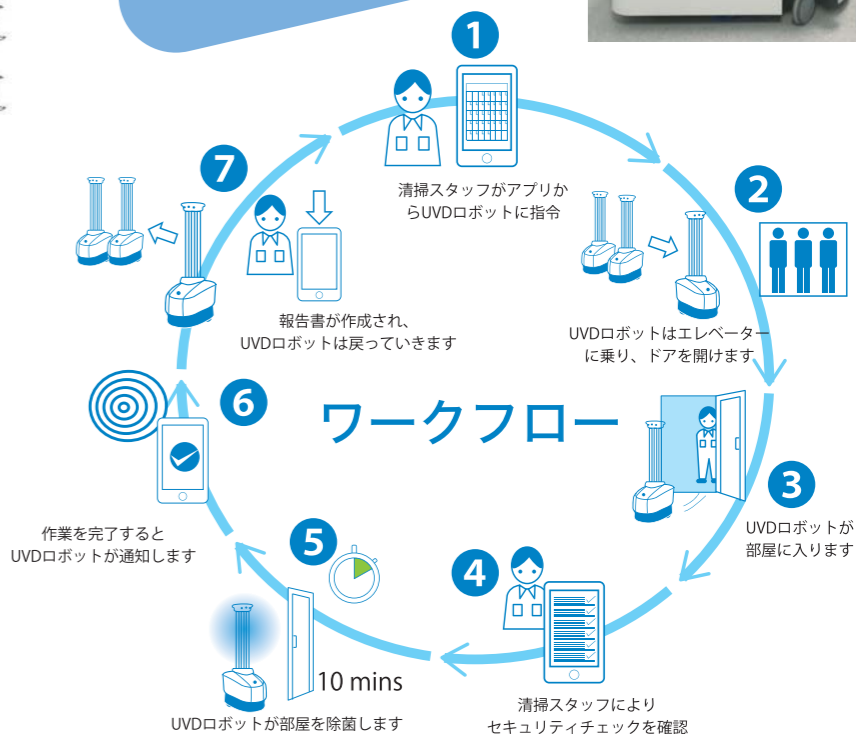 1
清掃スタッフがアプリか
らUVDロボットに指令
2
UVDロボットはエレベーター
に乗り、ドアを開けます
3
UVDロボットが
部屋に入ります
4
清掃スタッフにより
セキュリティチェックを確認
5
10 mins
UVDロボットが部屋を除菌します
6
作業を完了すると
UVDロボットが通知します
7
報告書が作成され、
UVDロボットは戻っていきます
ワークフロー